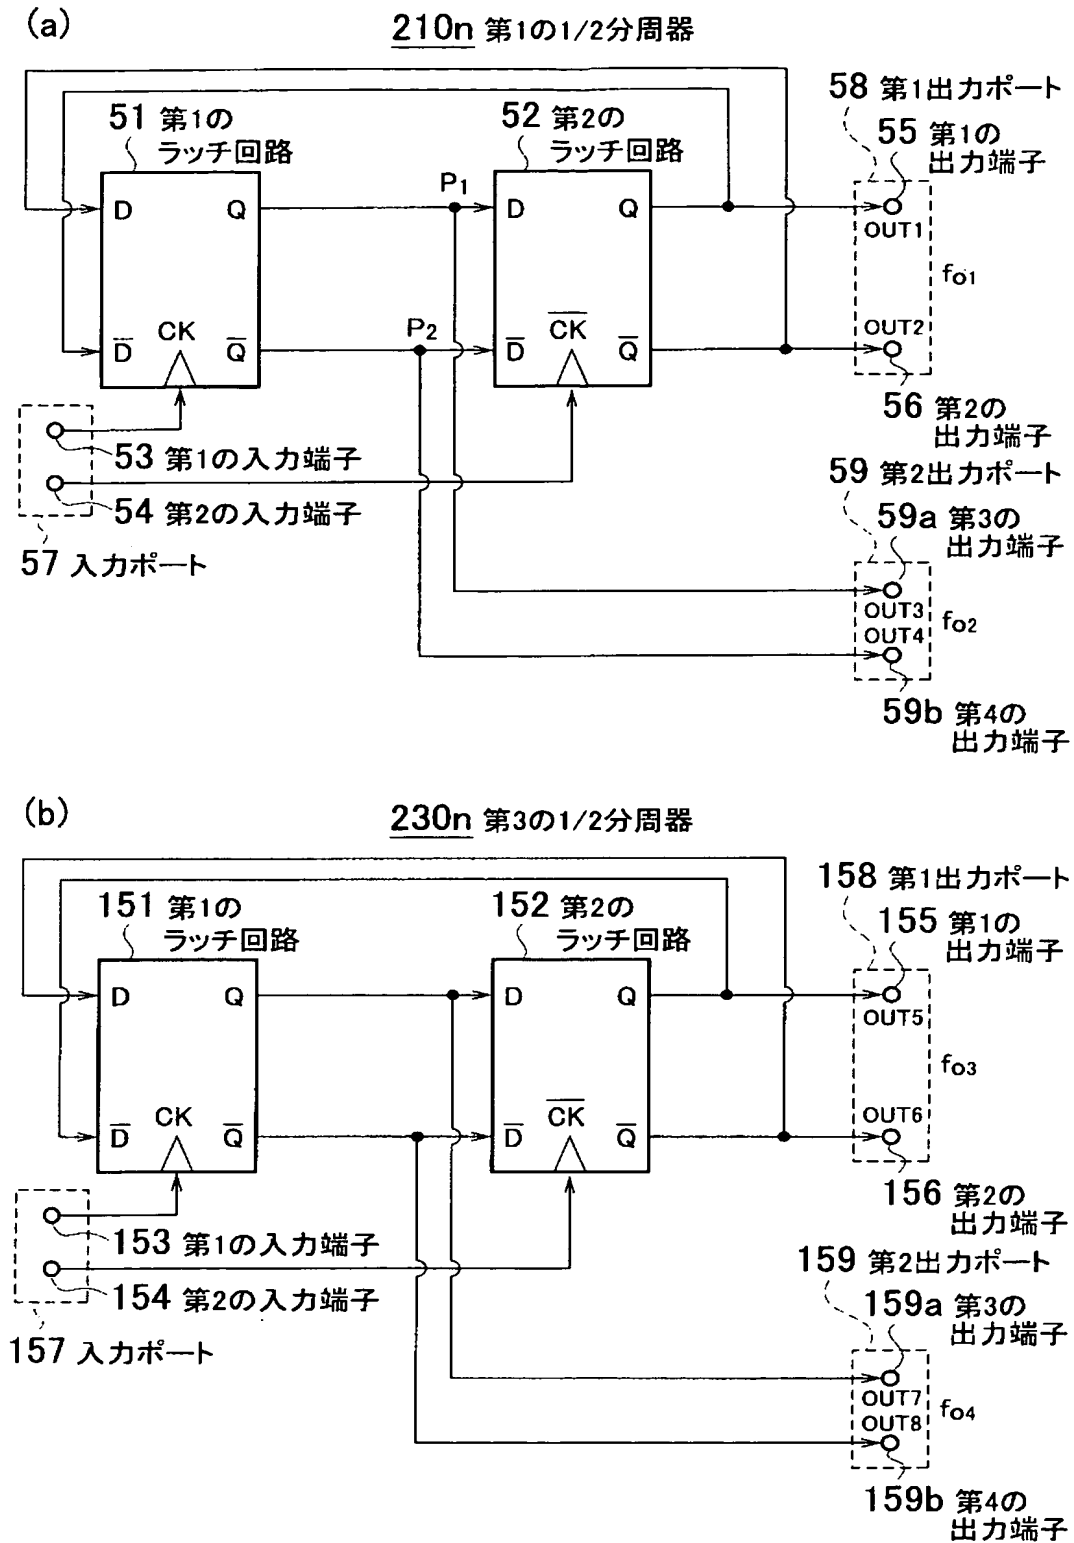 (a)
210n 第1の1/2分周器
58 第1出力ポート
51 第1の
ラッチ回路
52 第2の
ラッチ回路
55 第1の
出力端子
P1
D Q
D Q
OUT1
fo1
CK
P2
C̅K̅
OUT2
D̅ Q̅
D̅ Q̅
56 第2の
出力端子
53 第1の入力端子
59 第2出力ポート
54 第2の入力端子
59a 第3の
出力端子
57 入力ポート
OUT3
fo2
OUT4
59b 第4の
出力端子
(b)
230n 第3の1/2分周器
158 第1出力ポート
151 第1の
ラッチ回路
152 第2の
ラッチ回路
155 第1の
出力端子
D Q
D Q
OUT5
fo3
CK
C̅K̅
OUT6
D̅ Q̅
D̅ Q̅
156 第2の
出力端子
153 第1の入力端子
159 第2出力ポート
154 第2の入力端子
159a 第3の
出力端子
157 入力ポート
OUT7
fo4
OUT8
159b 第4の
出力端子